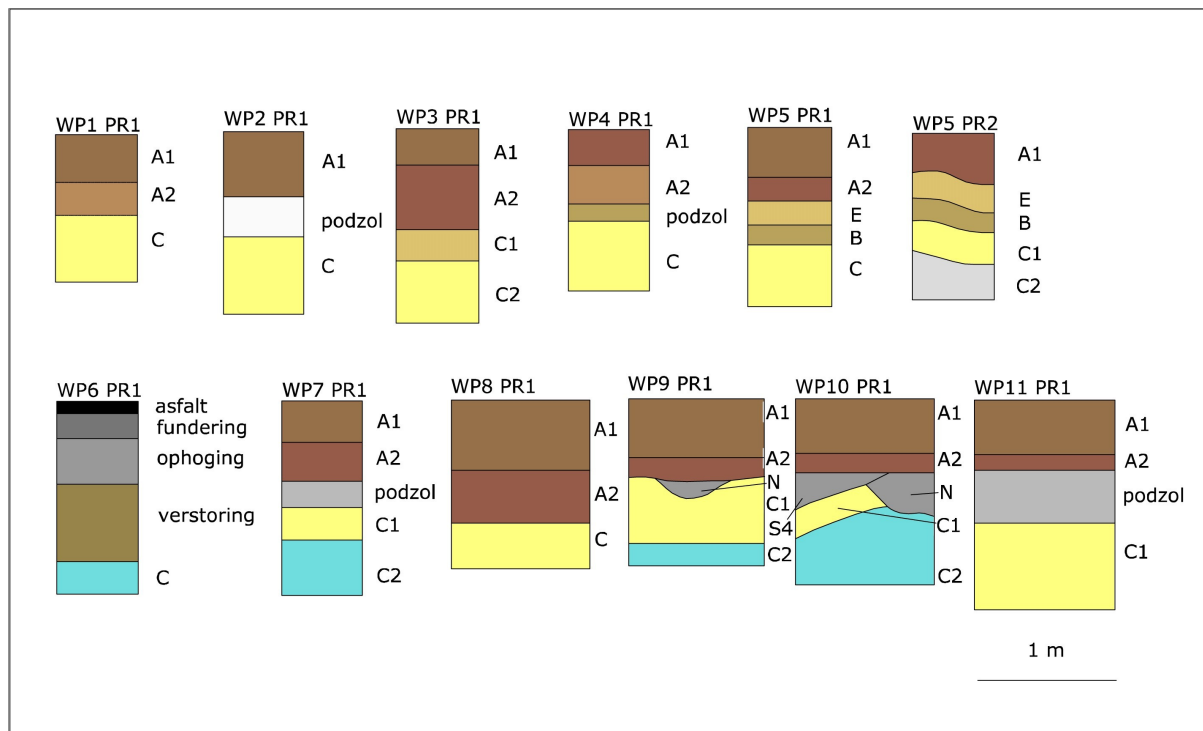 WP1 PR1
A1
A2
C
WP2 PR1
A1
podzol
C
WP3 PR1
A1
A2
C1
C2
WP4 PR1
A1
A2
podzol
C
WP5 PR1
A1
A2
E
B
C
WP5 PR2
A1
E
B
C1
C2
WP6 PR1
asfalt
fundering
ophoging
verstoring
C
WP7 PR1
A1
A2
podzol
C1
C2
WP8 PR1
A1
A2
C
WP9 PR1
A1
A2
N
C1
C2
WP10 PR1
A1
A2
N
S4
C1
C2
WP11 PR1
A1
A2
podzol
C1
1 m